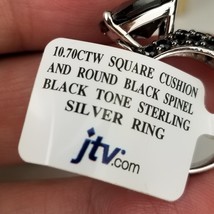 10.70CTW SQUARE CUSHION
AND ROUND BLACK SPINEL
BLACK TONE STERLING
SILVER RING
jtv.com